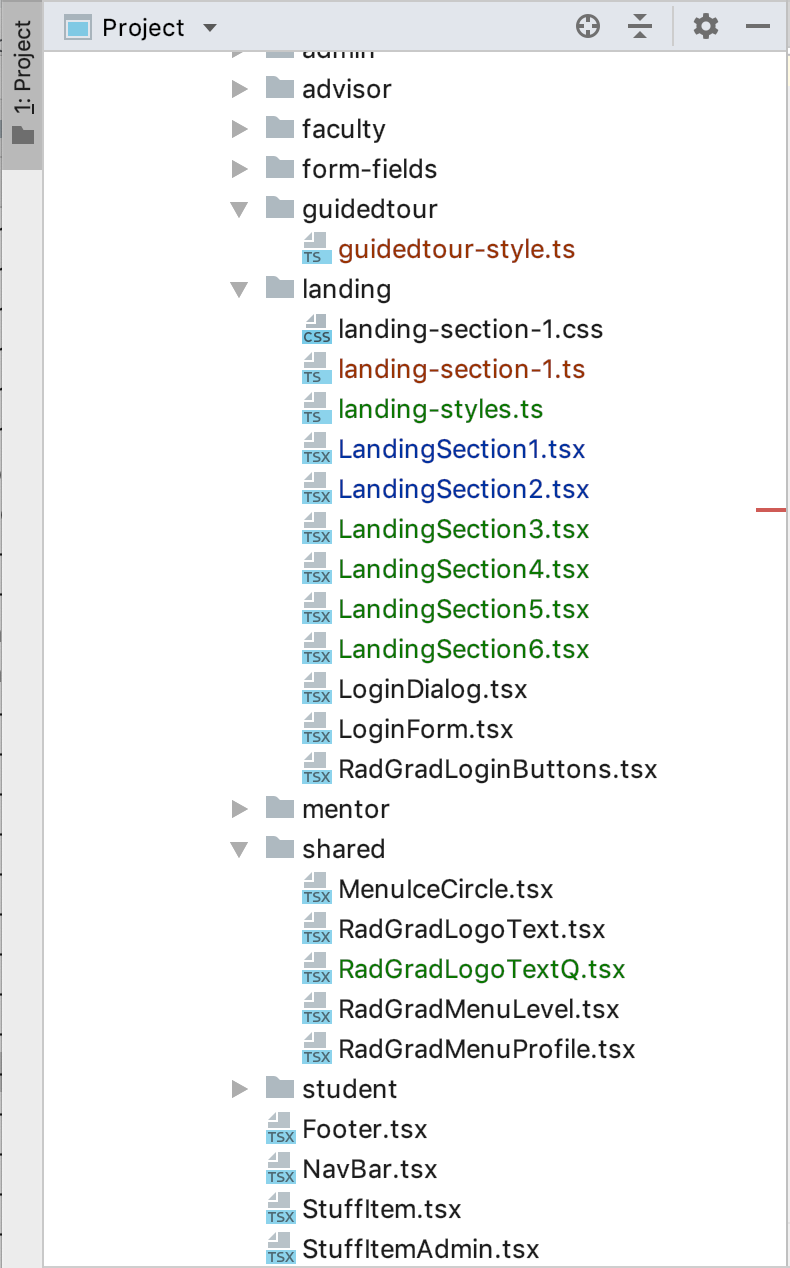 Project
1: Project
admin
advisor
faculty
form-fields
guidedtour
TS guidedtour-style.ts
landing
CSS landing-section-1.css
TS landing-section-1.ts
TS landing-styles.ts
TSX LandingSection1.tsx
TSX LandingSection2.tsx
TSX LandingSection3.tsx
TSX LandingSection4.tsx
TSX LandingSection5.tsx
TSX LandingSection6.tsx
TSX LoginDialog.tsx
TSX LoginForm.tsx
TSX RadGradLoginButtons.tsx
mentor
shared
TSX MenuIceCircle.tsx
TSX RadGradLogoText.tsx
TSX RadGradLogoTextQ.tsx
TSX RadGradMenuLevel.tsx
TSX RadGradMenuProfile.tsx
student
TSX Footer.tsx
TSX NavBar.tsx
TSX StuffItem.tsx
TSX StuffItemAdmin.tsx